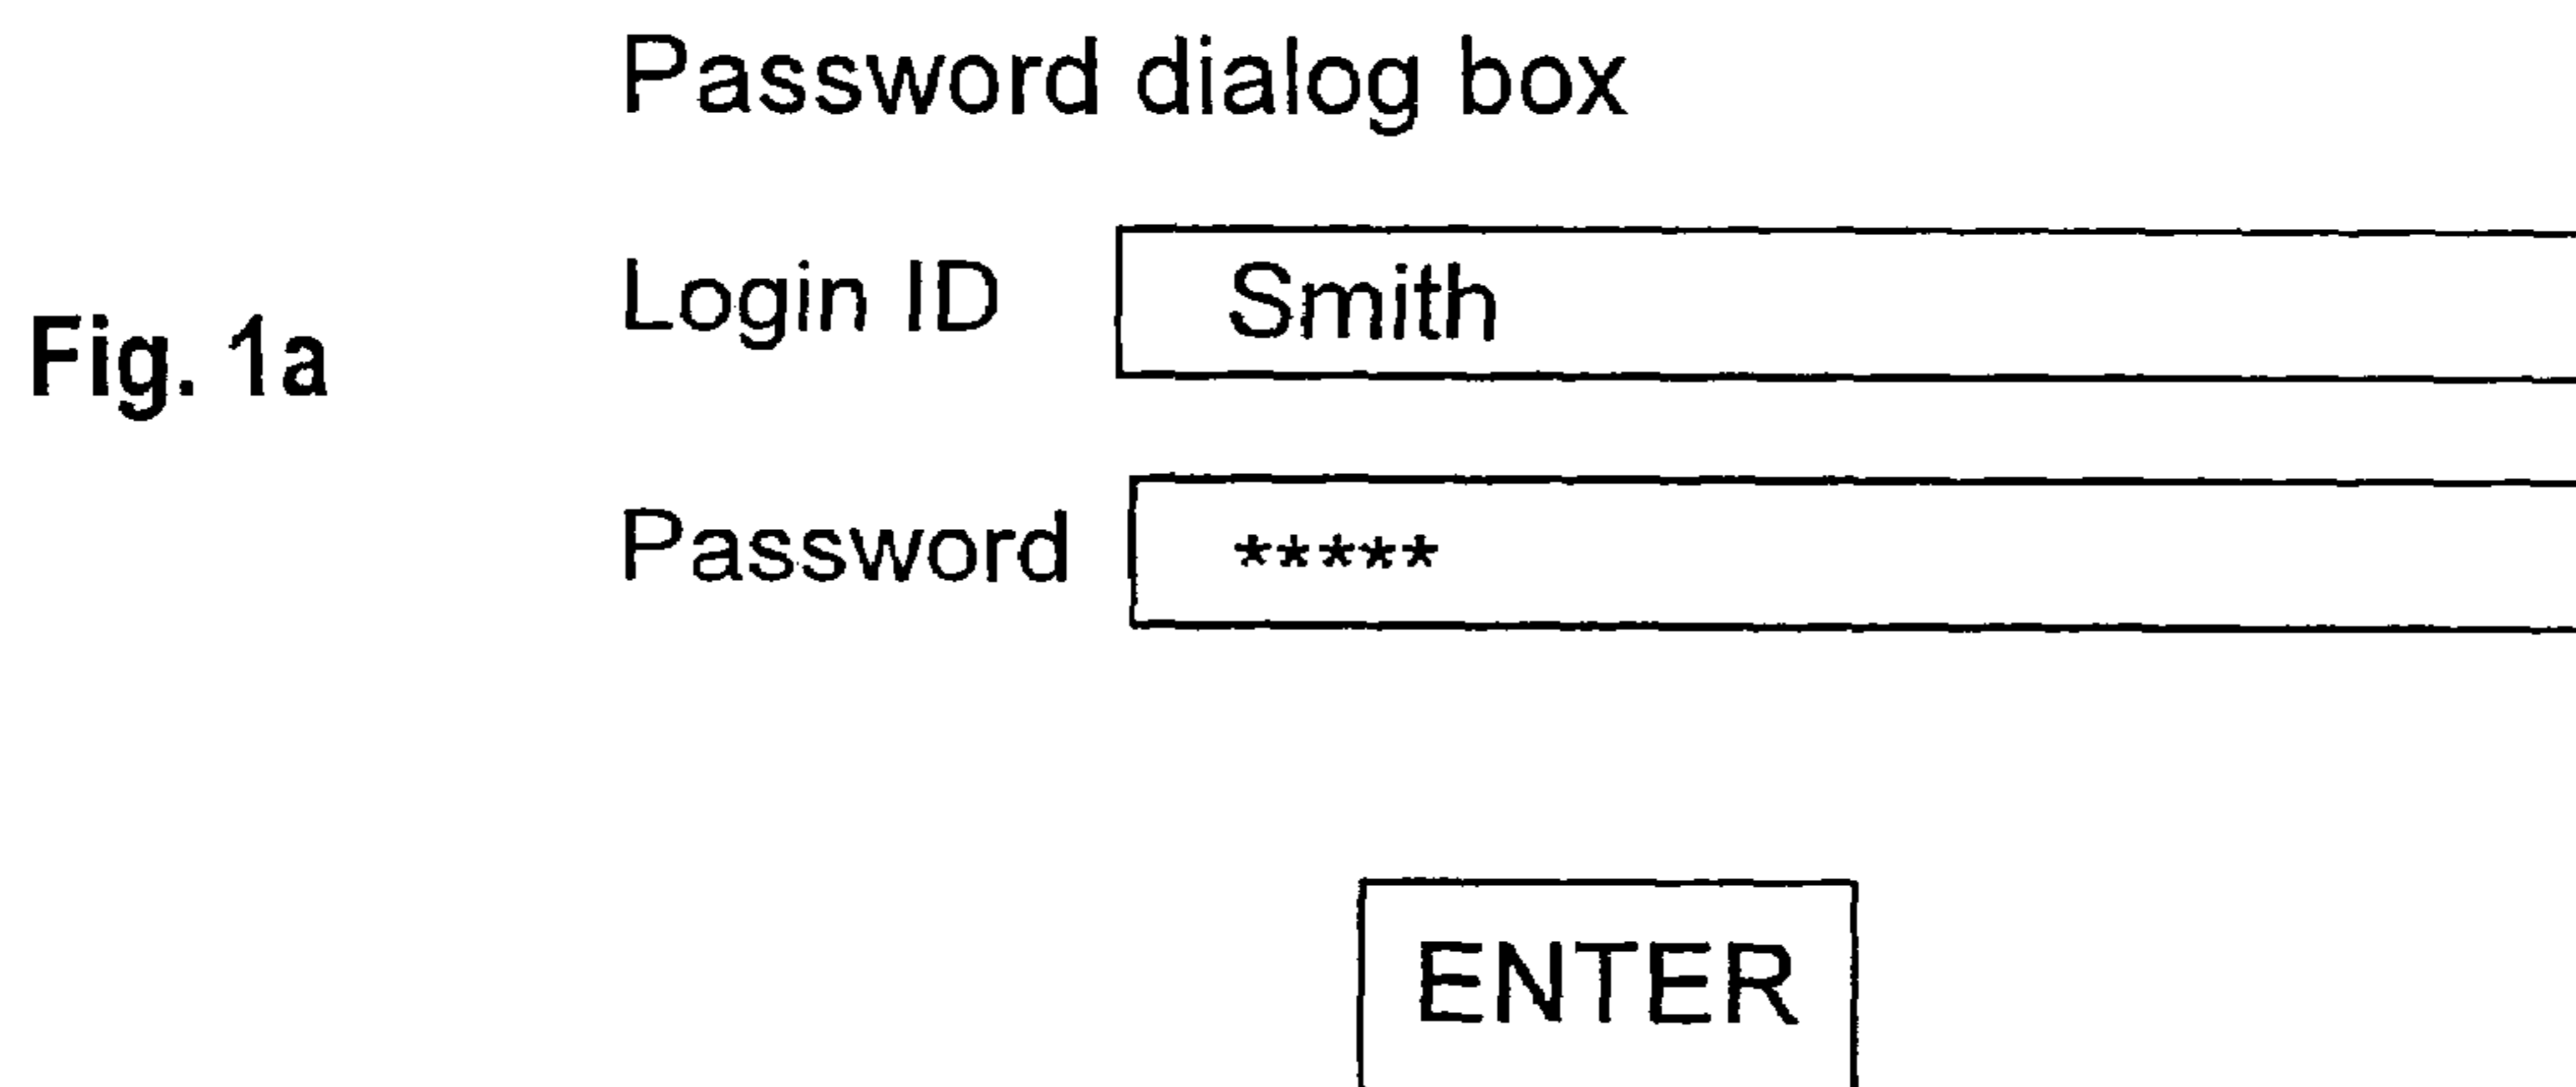 Password dialog box
Login ID Smith
Fig. 1a
Password *****
ENTER